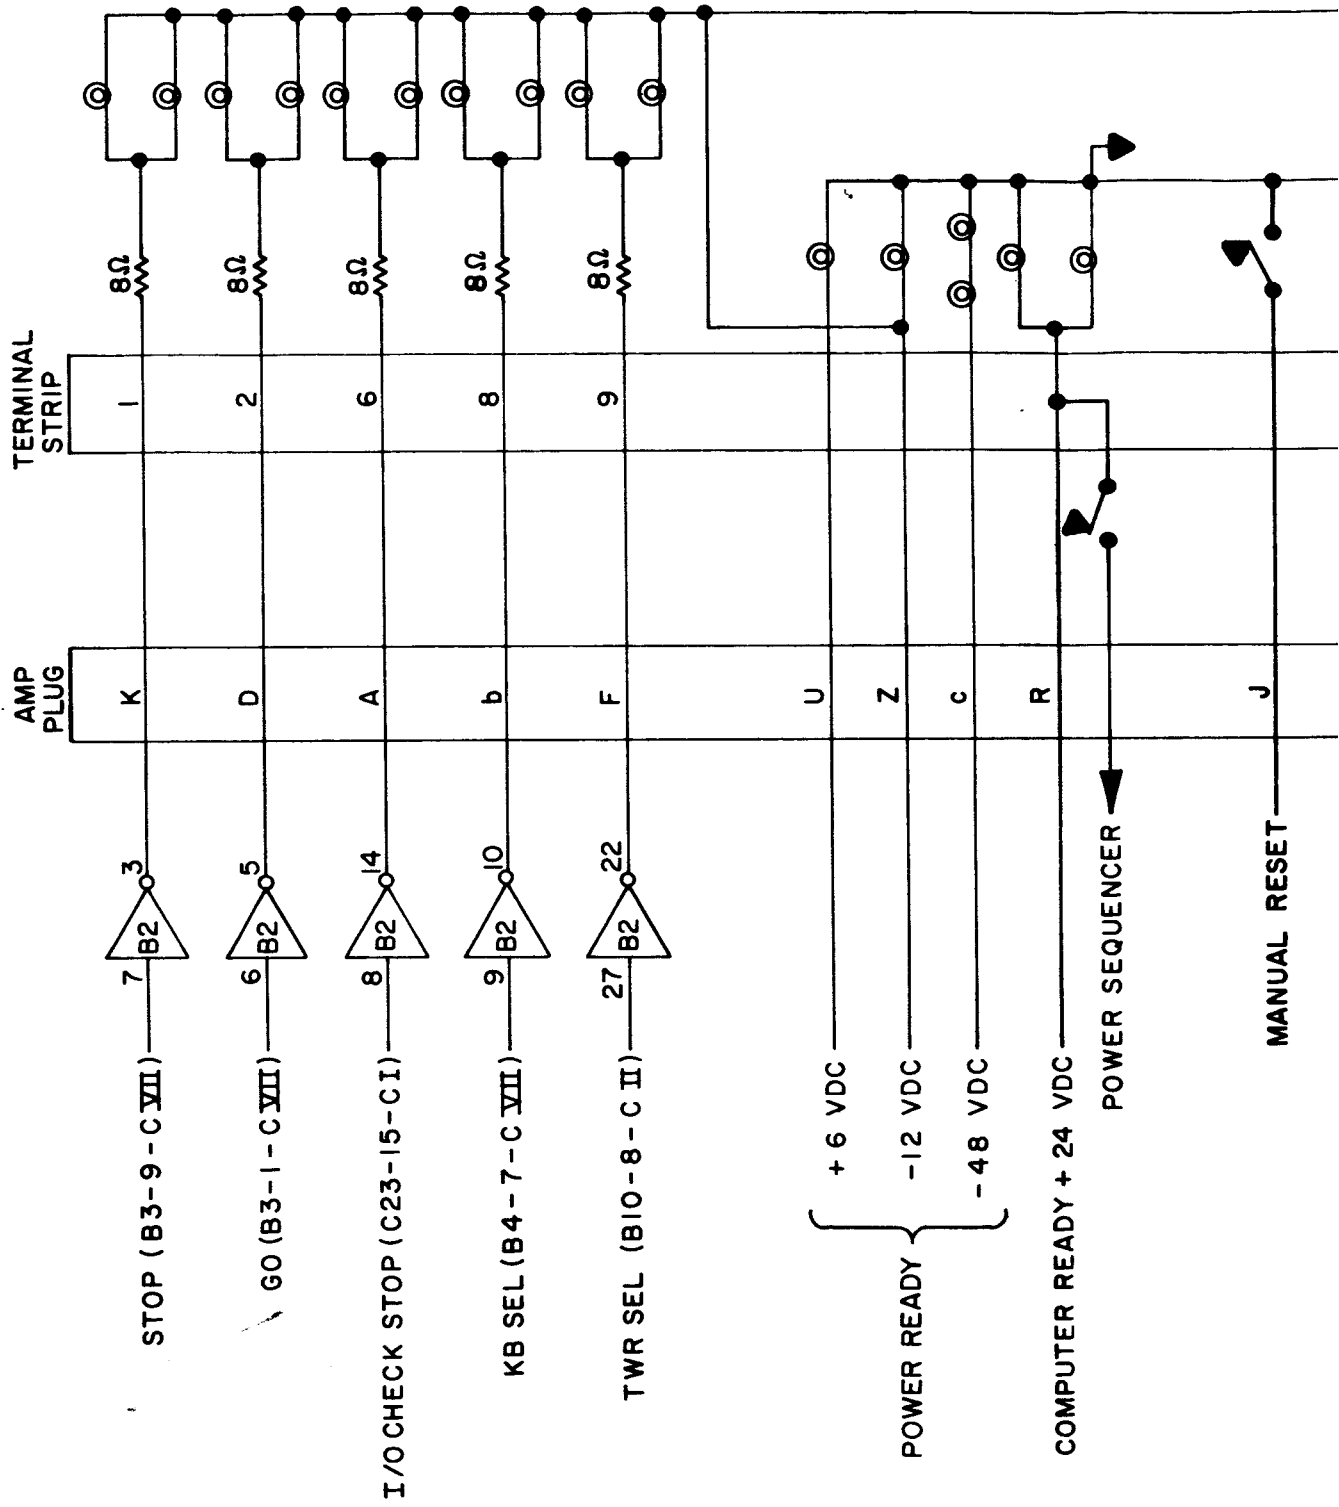 STOP (B3-9-C VII)
7
B2
3
K
1
8Ω
GO (B3-1-C VII)
6
B2
5
D
2
8Ω
I/O CHECK STOP (C23-15-C I)
8
B2
14
A
6
8Ω
KB SEL (B4-7-C VII)
9
B2
10
b
8
8Ω
TWR SEL (B10-8-C II)
27
B2
22
F
9
8Ω
AMP
PLUG
TERMINAL
STRIP
POWER READY
+6 VDC
U
-12 VDC
Z
-48 VDC
c
COMPUTER READY +24 VDC
R
POWER SEQUENCER
MANUAL RESET
J